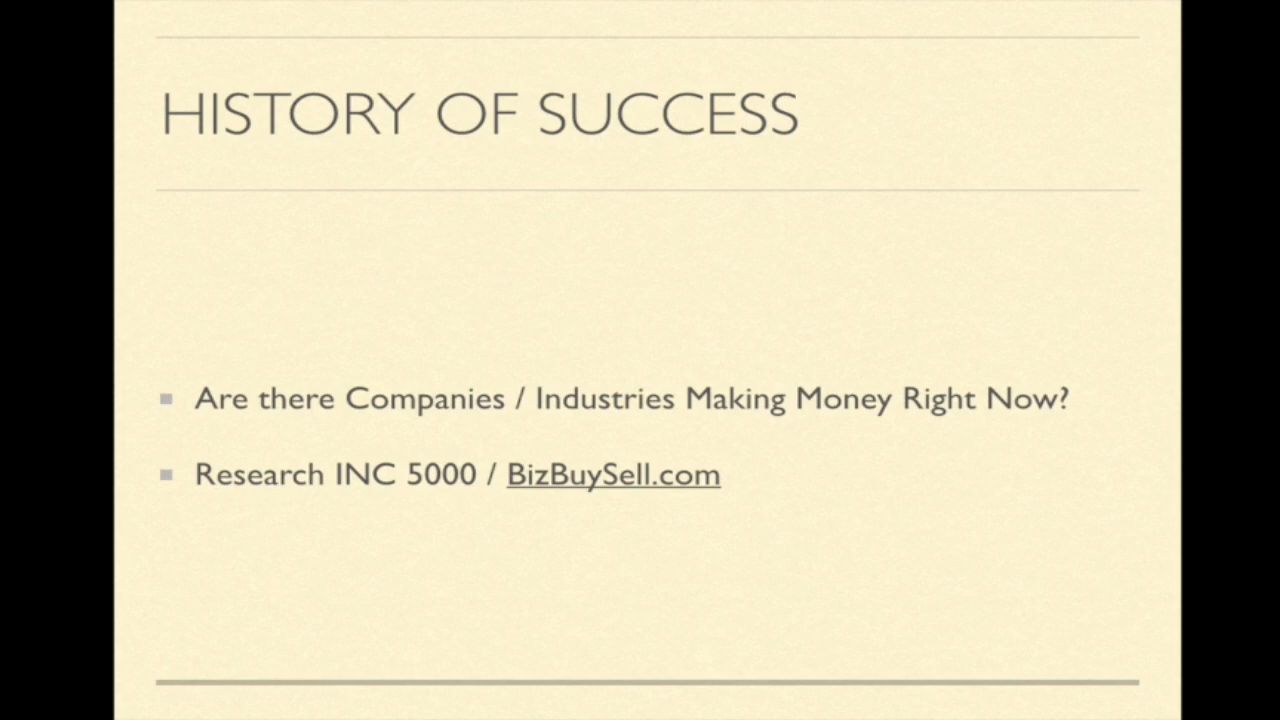 HISTORY OF SUCCESS
Are there Companies / Industries Making Money Right Now?
Research INC 5000 / BizBuySell.com